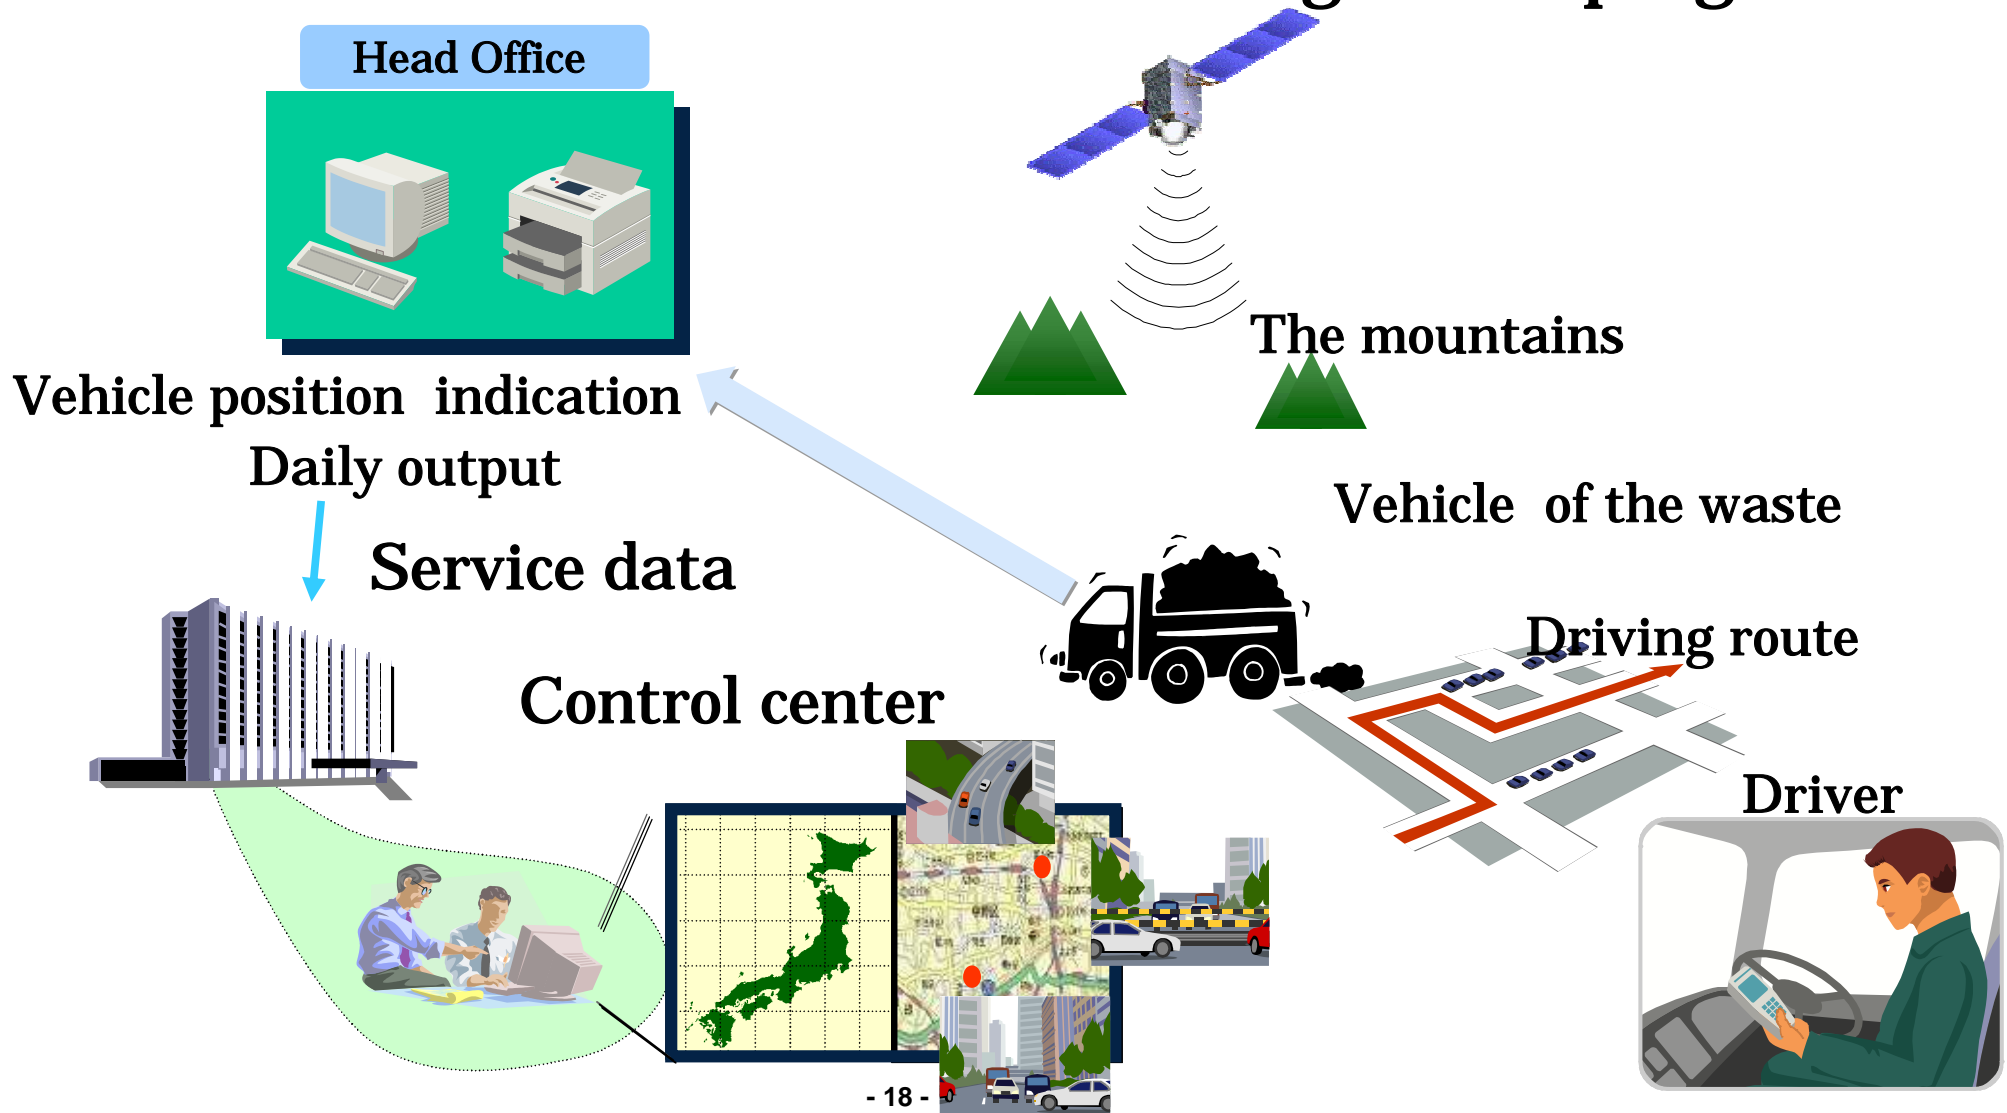 Head Office
The mountains
Vehicle position indication
Daily output
Vehicle of the waste
Service data
Driving route
Control center
Driver
- 18 -